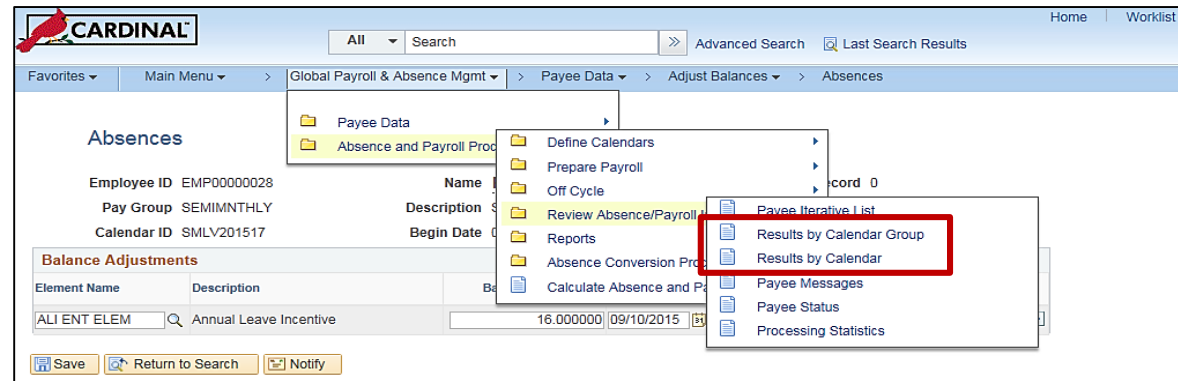 Home Worklist
CARDINAL
All Search Advanced Search Last Search Results
Favorites Main Menu > Global Payroll & Absence Mgmt > Payee Data > Adjust Balances > Absences
Payee Data
Absence and Payroll Proc
Define Calendars
Prepare Payroll
Off Cycle
Review Absence/Payroll
Reports
Absence Conversion Proc
Calculate Absence and Pa
Payee Iterative List
Results by Calendar Group
Results by Calendar
Payee Messages
Payee Status
Processing Statistics
Absences
Employee ID EMP00000028 Name ecord 0
Pay Group SEMIMNTHLY Description S
Calendar ID SMLV201517 Begin Date 0
Balance Adjustments
Element Name Description Ba
ALI ENT ELEM Annual Leave Incentive 16.000000 09/10/2015
Save Return to Search Notify